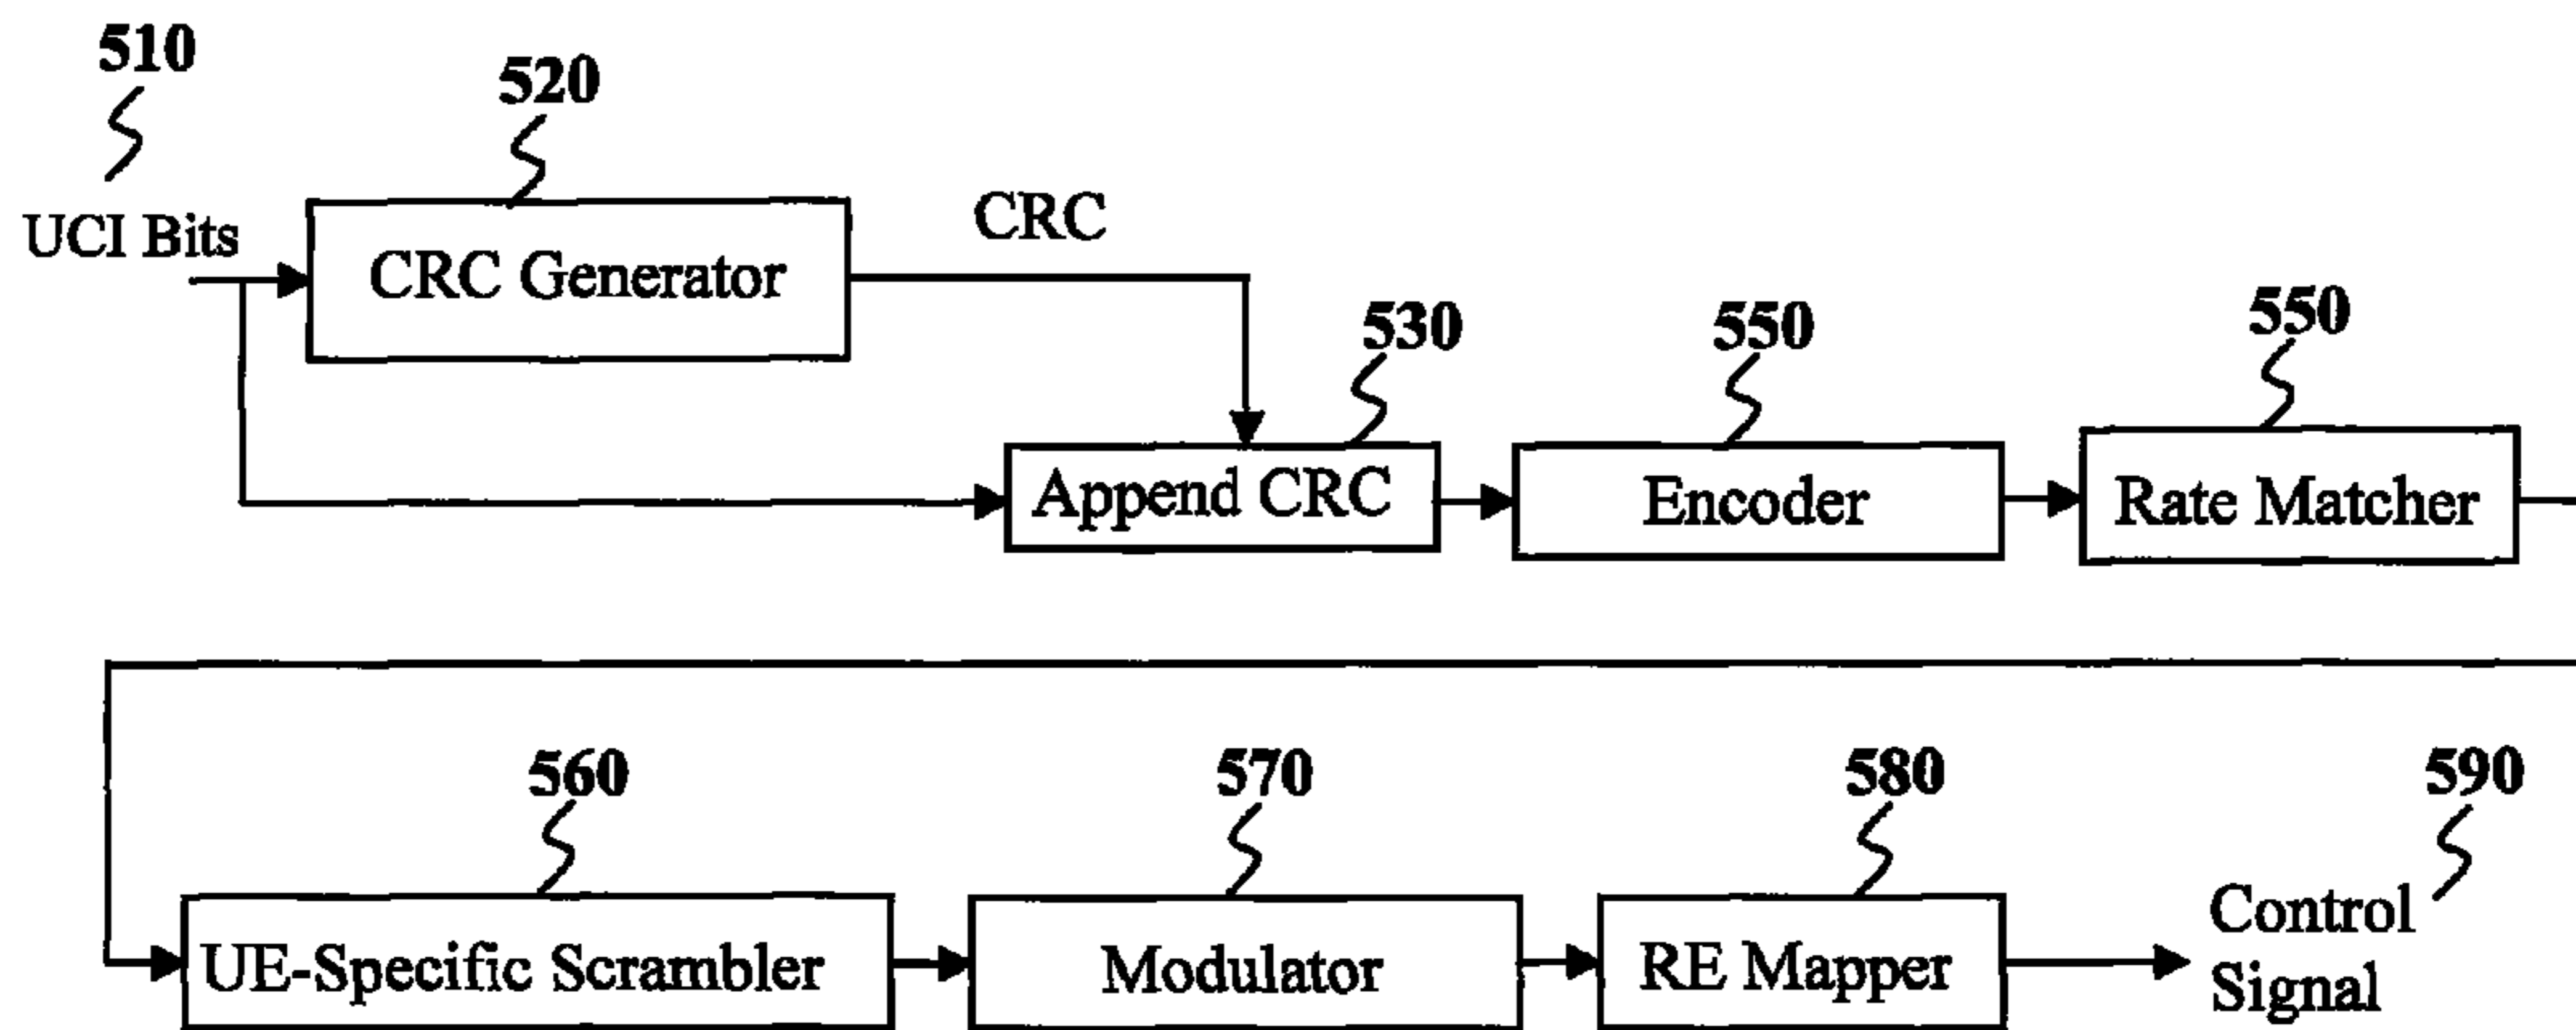 510
520
UCI Bits
CRC Generator
CRC
530
550
550
Append CRC
Encoder
Rate Matcher
560
570
580
590
UE-Specific Scrambler
Modulator
RE Mapper
Control
Signal